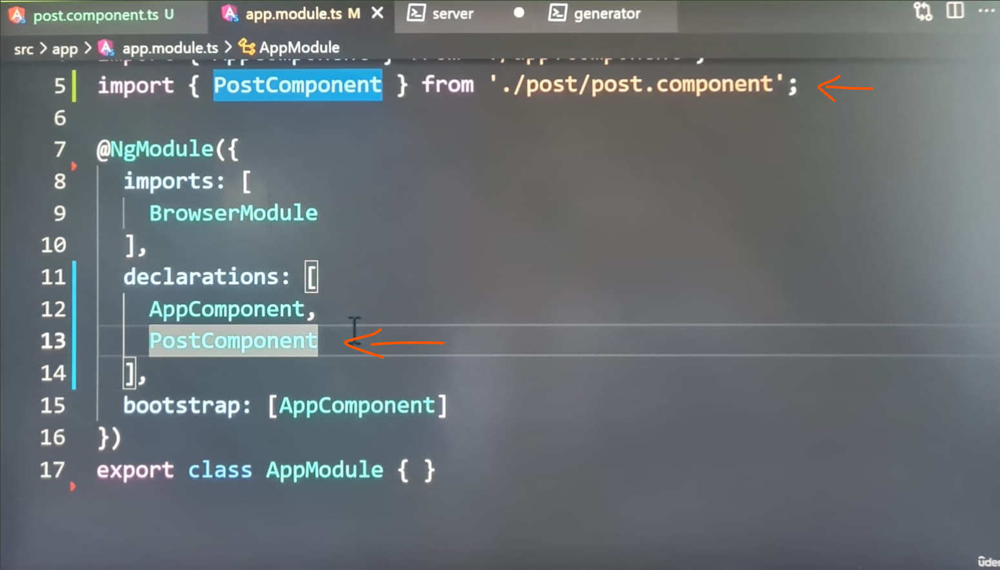 post.component.ts U
app.module.ts M
server
generator
src > app > app.module.ts > AppModule
5 import { PostComponent } from './post/post.component';
6
7 @NgModule({
8 imports: [
9 BrowserModule
10 ],
11 declarations: [
12 AppComponent,
13 PostComponent
14 ],
15 bootstrap: [AppComponent]
16 })
17 export class AppModule { }